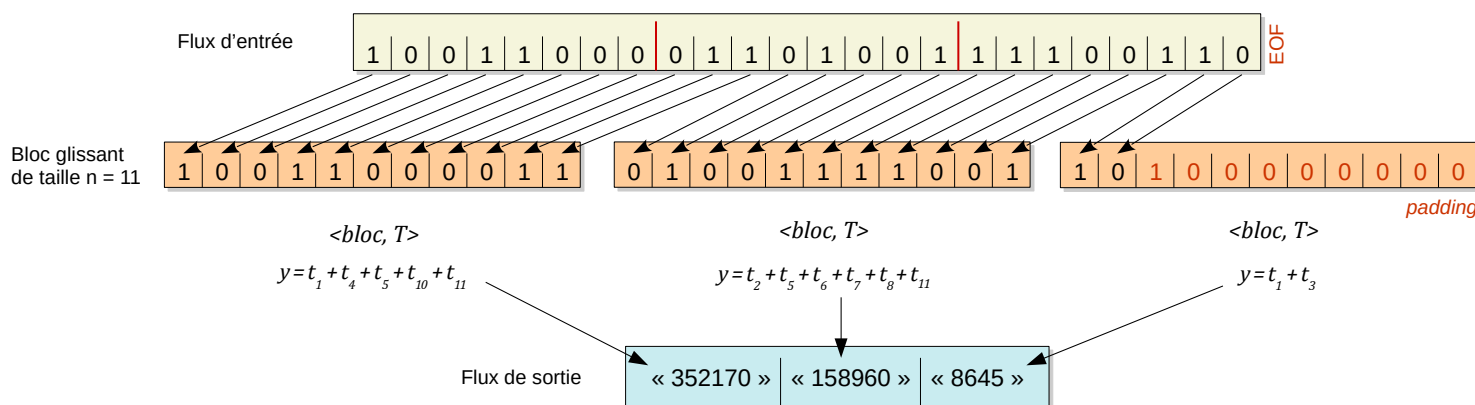 Flux d'entrée
1 0 0 1 1 0 0 0 0 1 1 0 1 0 0 1 1 1 1 0 0 1 1 0
EOF
Bloc glissant
de taille n = 11
1 0 0 1 1 0 0 0 0 1 1
0 1 0 0 1 1 1 1 0 0 1
1 0 1 0 0 0 0 0 0 0 0
padding
<bloc, T>
<bloc, T>
<bloc, T>
y=t1+t4+t5+t10+t11
y=t2+t5+t6+t7+t8+t11
y=t1+t3
Flux de sortie
« 352170 » « 158960 » « 8645 »